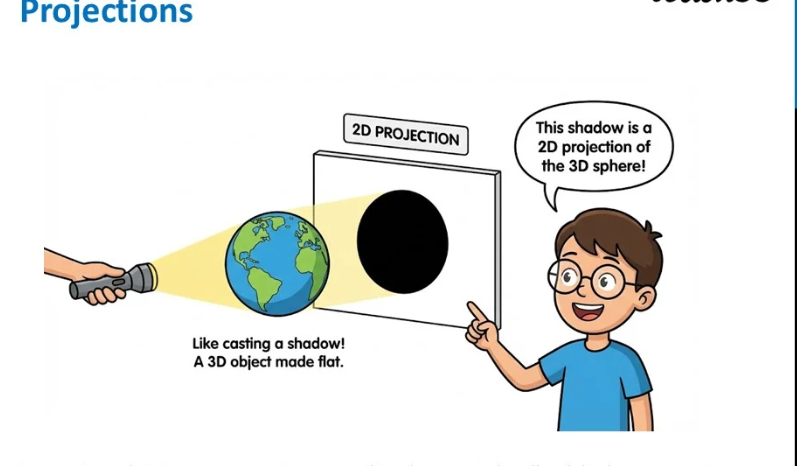 Projections
2D PROJECTION
This shadow is a
2D projection of
the 3D sphere!
Like casting a shadow!
A 3D object made flat.